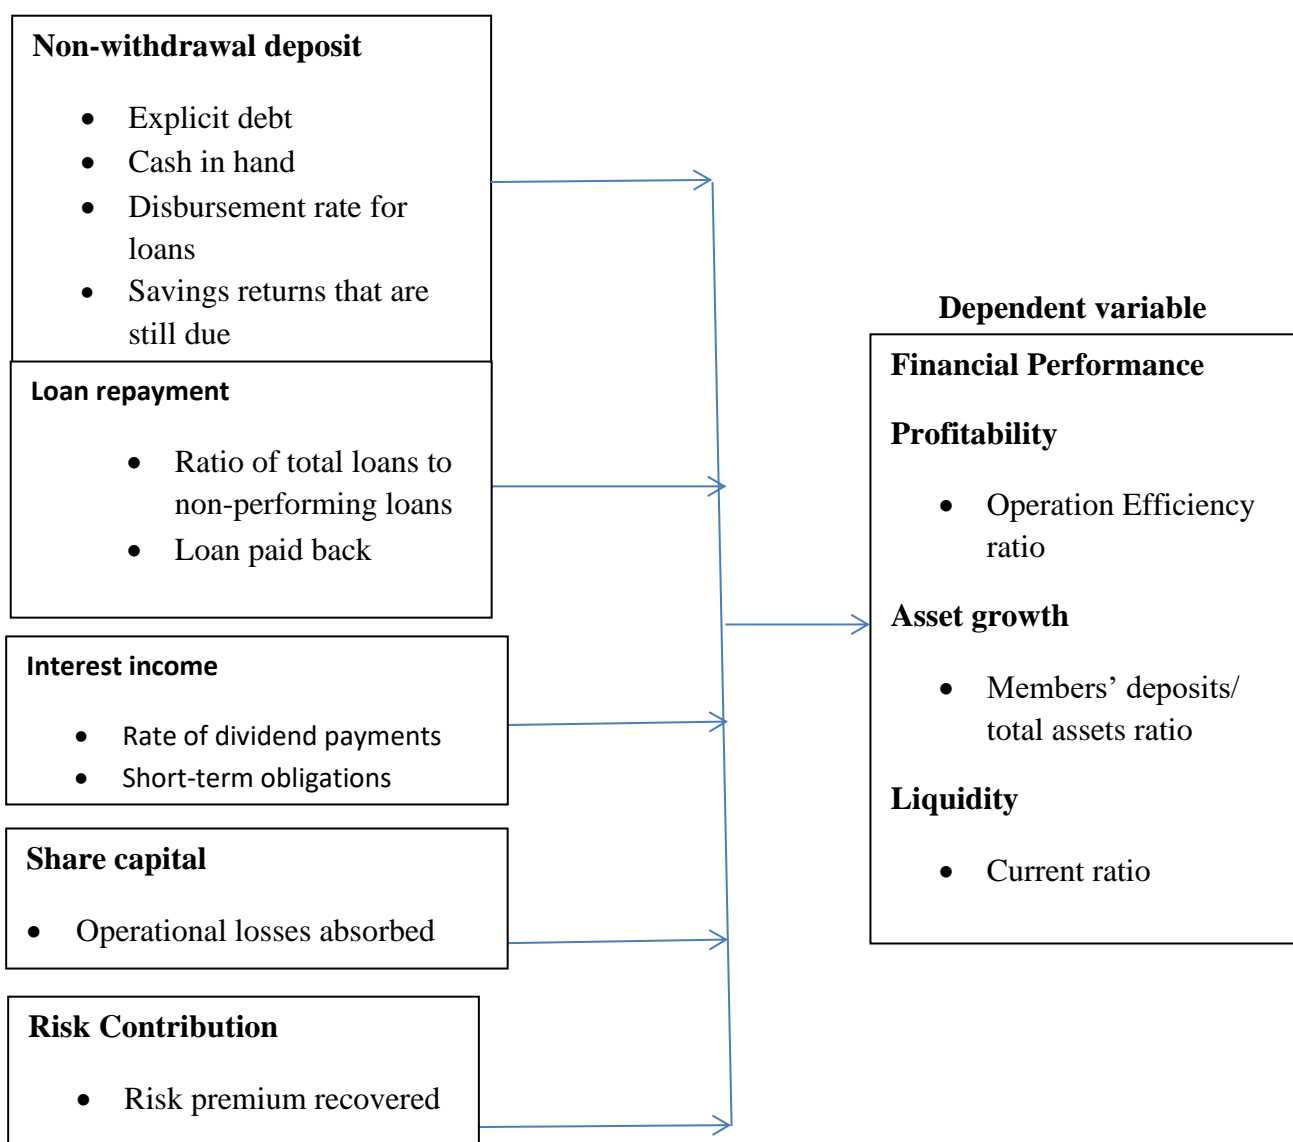 Non-withdrawal deposit
• Explicit debt
• Cash in hand
• Disbursement rate for
loans
• Savings returns that are
still due
Loan repayment
• Ratio of total loans to
non-performing loans
• Loan paid back
Interest income
• Rate of dividend payments
• Short-term obligations
Share capital
• Operational losses absorbed
Risk Contribution
• Risk premium recovered
Dependent variable
Financial Performance
Profitability
• Operation Efficiency
ratio
Asset growth
• Members’ deposits/
total assets ratio
Liquidity
• Current ratio